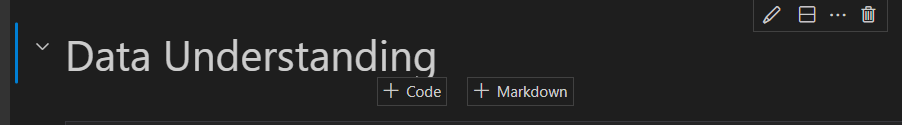 Data Understanding
+ Code + Markdown